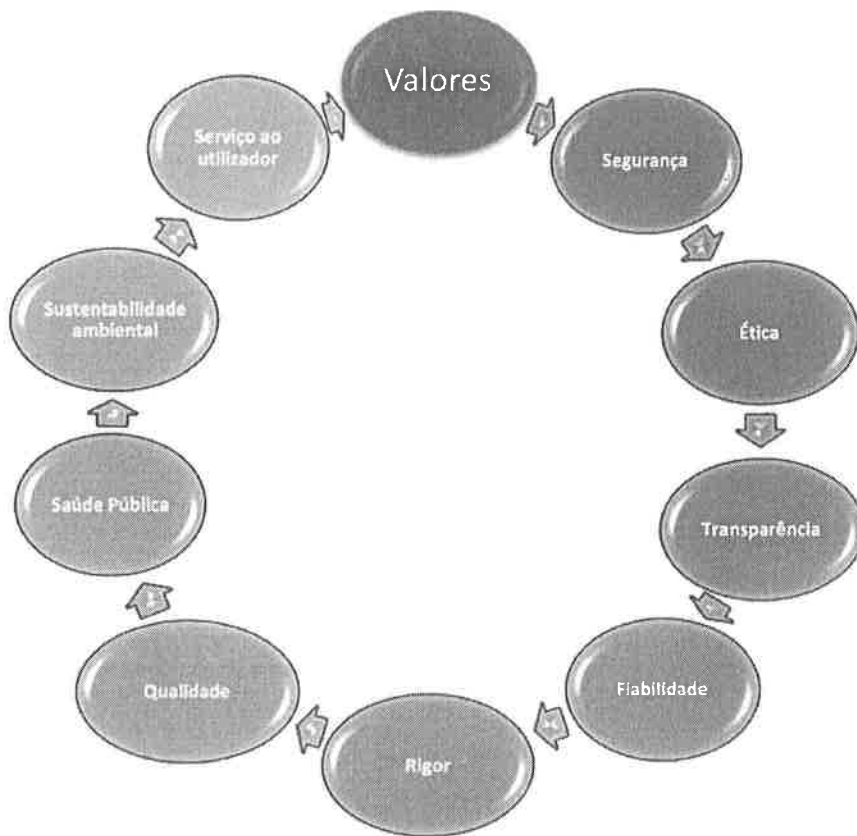 Valores
Segurança
Ética
Transparência
Fiabilidade
Rigor
Qualidade
Saúde Pública
Sustentabilidade
ambiental
Serviço ao
utilizador